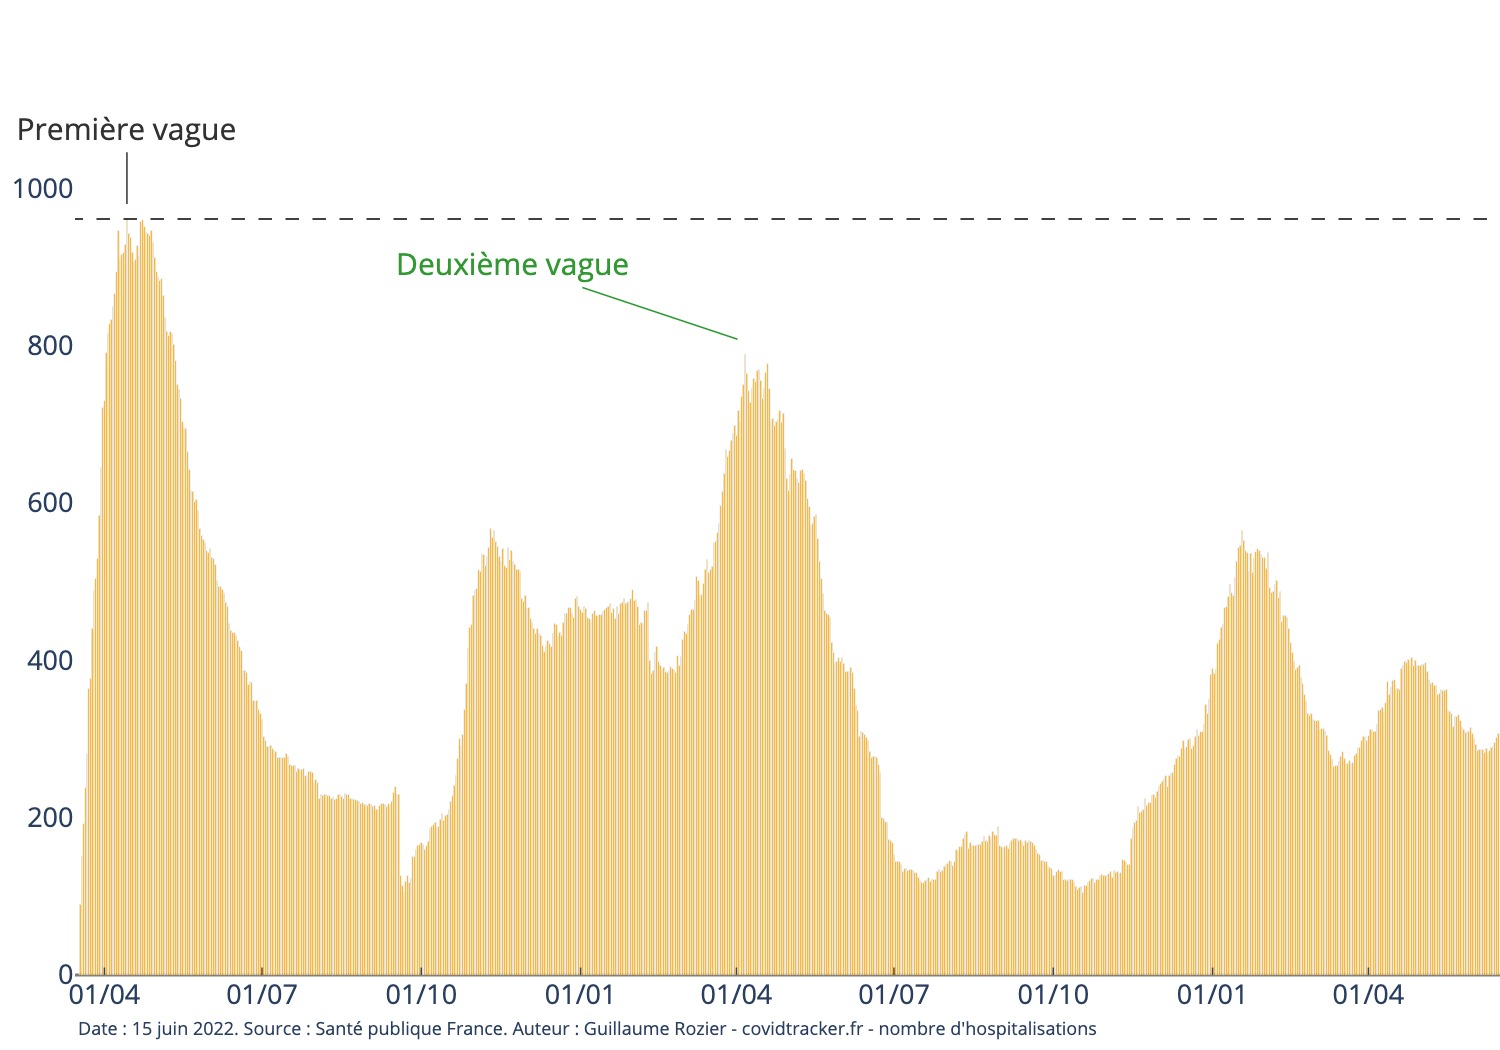 Première vague
1000
Deuxième vague
800
600
400
200
0
01/04 01/07 01/10 01/01 01/04 01/07 01/10 01/01 01/04
Date : 15 juin 2022. Source : Santé publique France. Auteur : Guillaume Rozier - covidtracker.fr - nombre d'hospitalisations